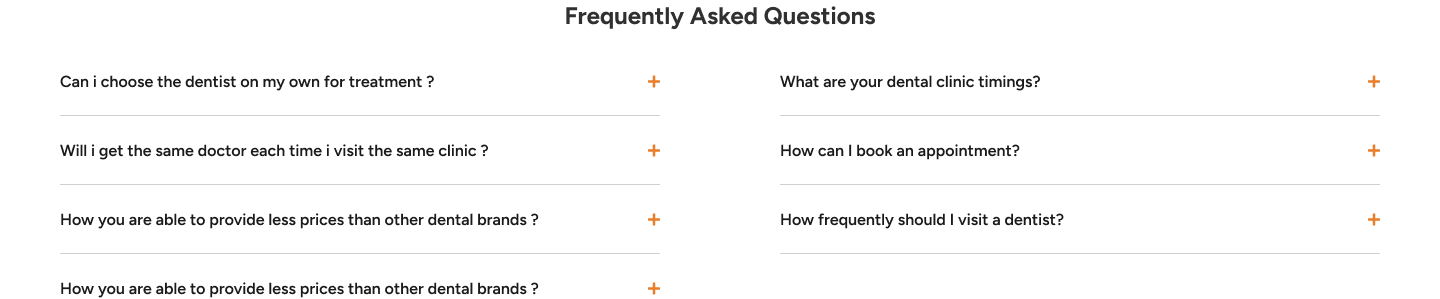 Frequently Asked Questions
Can i choose the dentist on my own for treatment ?
Will i get the same doctor each time i visit the same clinic ?
How you are able to provide less prices than other dental brands ?
How you are able to provide less prices than other dental brands ?
What are your dental clinic timings?
How can I book an appointment?
How frequently should I visit a dentist?